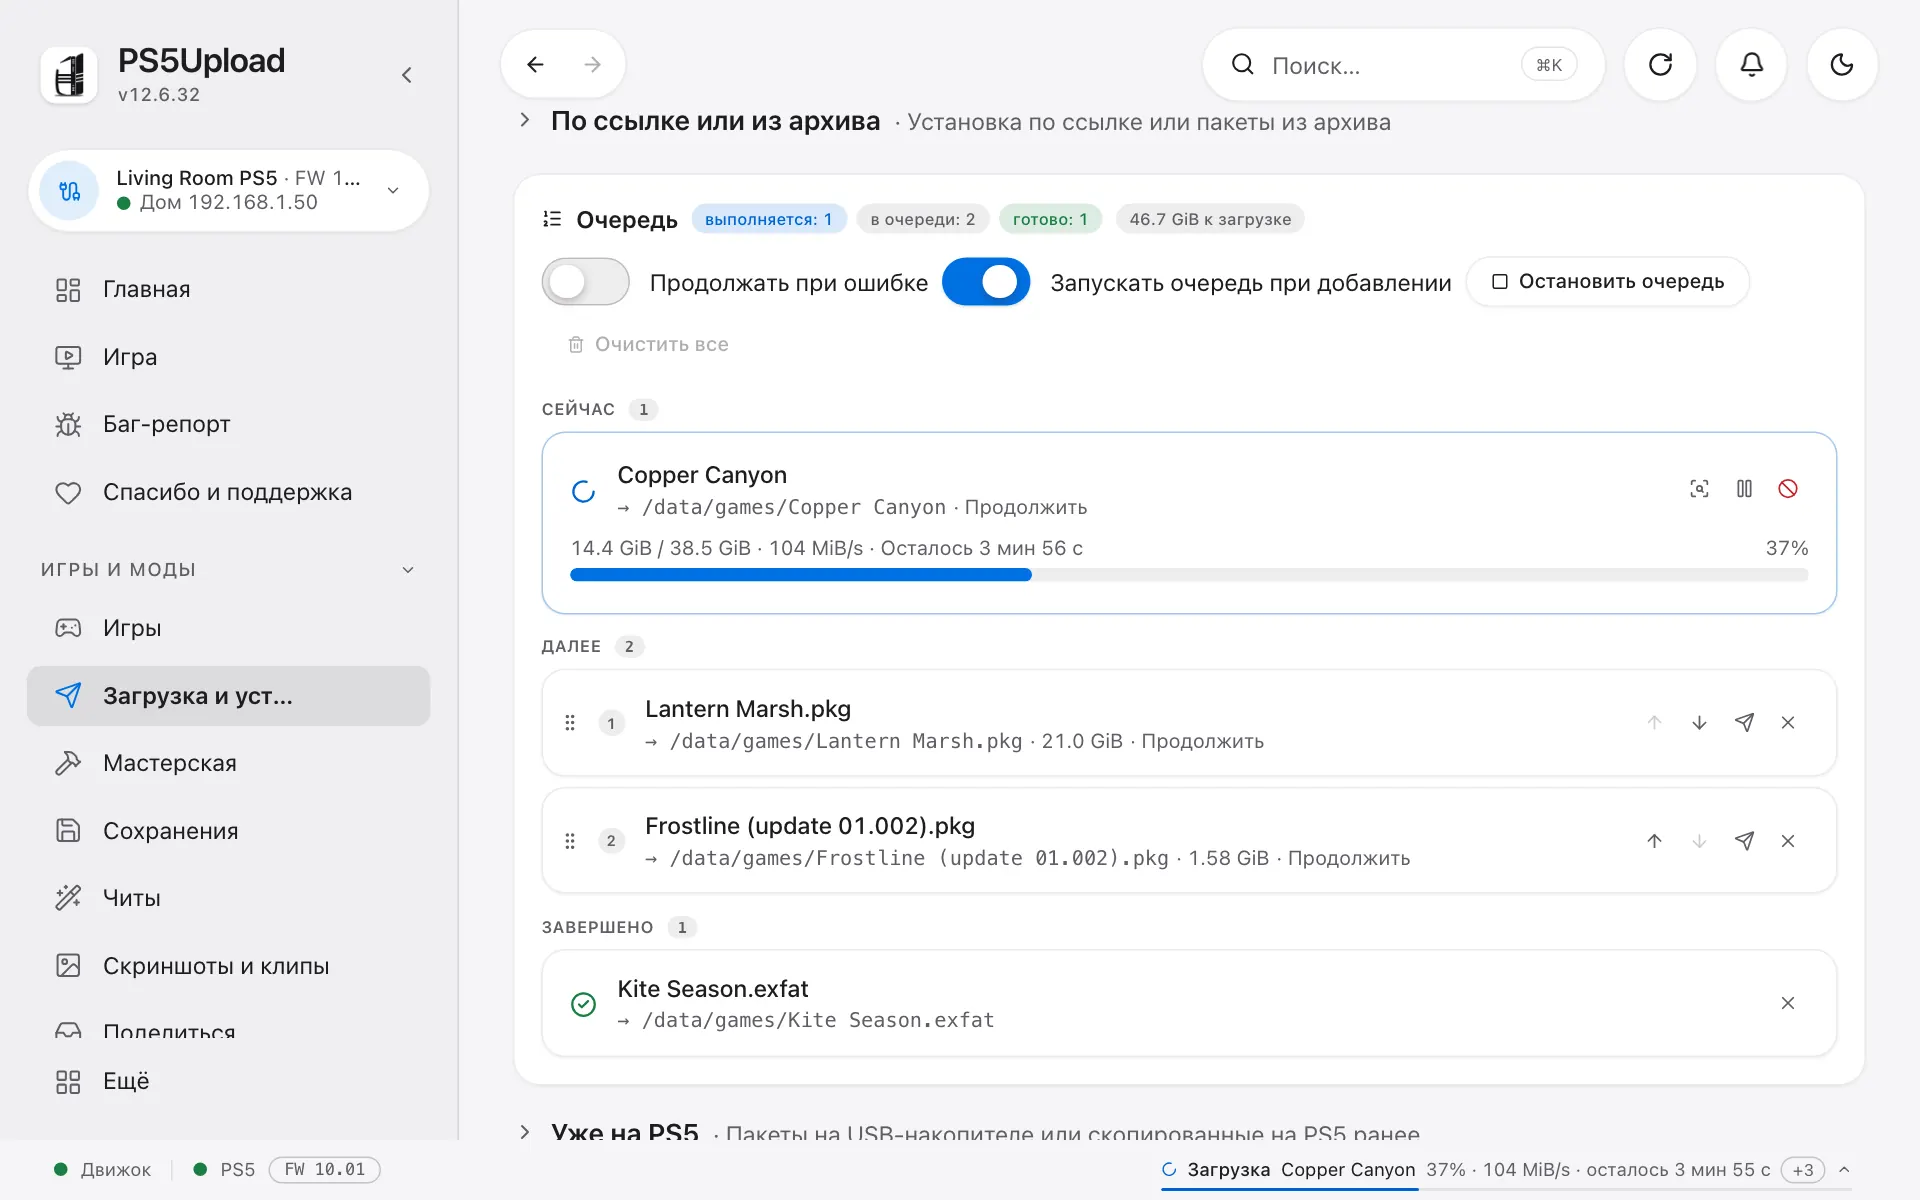 PS5Upload
v12.6.32
Living Room PS5 · FW 1...
Дом 192.168.1.50
Главная
Игра
Баг-репорт
Спасибо и поддержка
ИГРЫ И МОДЫ
Игры
Загрузка и уст...
Мастерская
Сохранения
Читы
Скриншоты и клипы
Поделиться
Ещё
Поиск...
⌘K
По ссылке или из архива · Установка по ссылке или пакеты из архива
Очередь
выполняется: 1
в очереди: 2
готово: 1
46.7 GiB к загрузке
Продолжать при ошибке
Запускать очередь при добавлении
Остановить очередь
Очистить все
СЕЙЧАС 1
Copper Canyon
→ /data/games/Copper Canyon · Продолжить
14.4 GiB / 38.5 GiB · 104 MiB/s · Осталось 3 мин 56 с
37%
ДАЛЕЕ 2
1
Lantern Marsh.pkg
→ /data/games/Lantern Marsh.pkg · 21.0 GiB · Продолжить
2
Frostline (update 01.002).pkg
→ /data/games/Frostline (update 01.002).pkg · 1.58 GiB · Продолжить
ЗАВЕРШЕНО 1
Kite Season.exfat
→ /data/games/Kite Season.exfat
Уже на PS5 · Пакеты на USB-накопителе или скопированные на PS5 ранее
Движок
PS5
FW 10.01
Загрузка Copper Canyon 37% · 104 MiB/s · осталось 3 мин 55 с +3